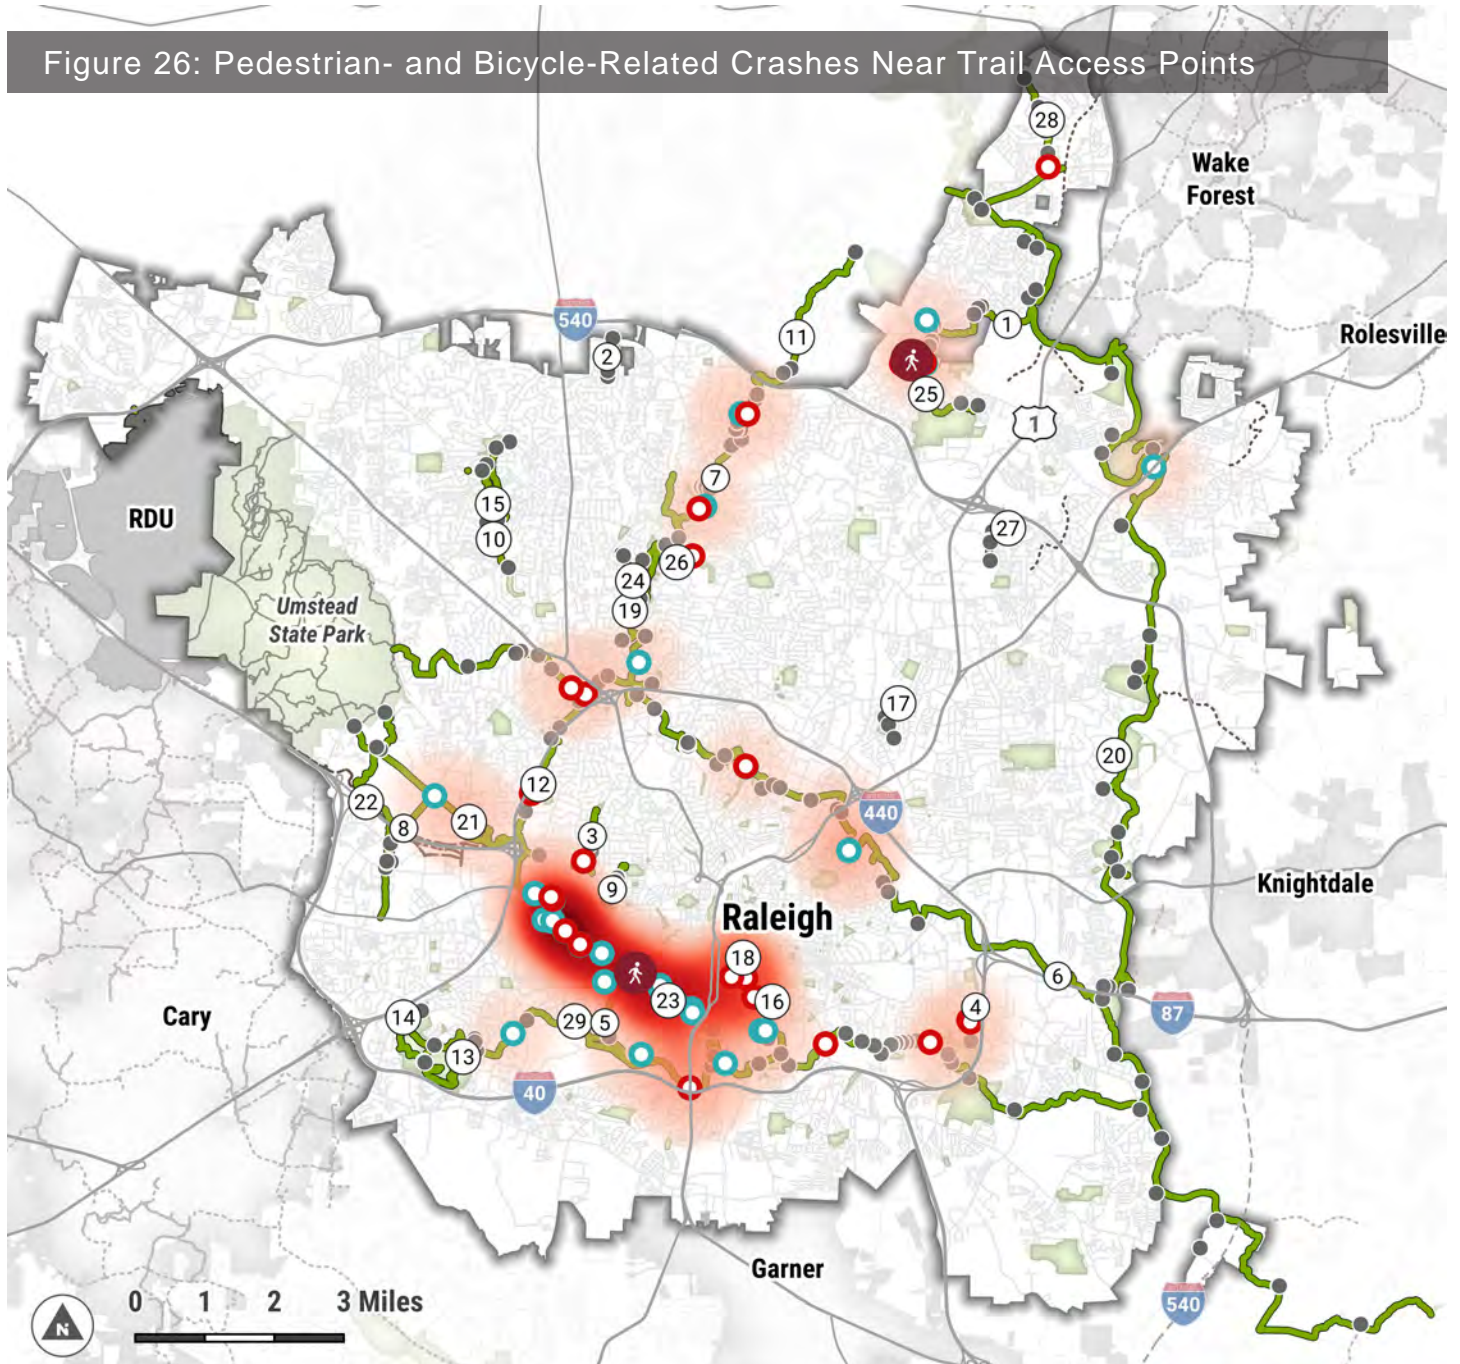 Figure 26: Pedestrian- and Bicycle-Related Crashes Near Trail Access Points
28
Wake
Forest
540
11
1
Rolesville
2
25
1
7
15
RDU
10
27
26
24
19
Umstead
State Park
17
20
12
22
8
21
440
3
9
Knightdale
Raleigh
18
6
23
16
4
87
Cary
14
29
5
13
40
Garner
540
0
1
2
3 Miles
N